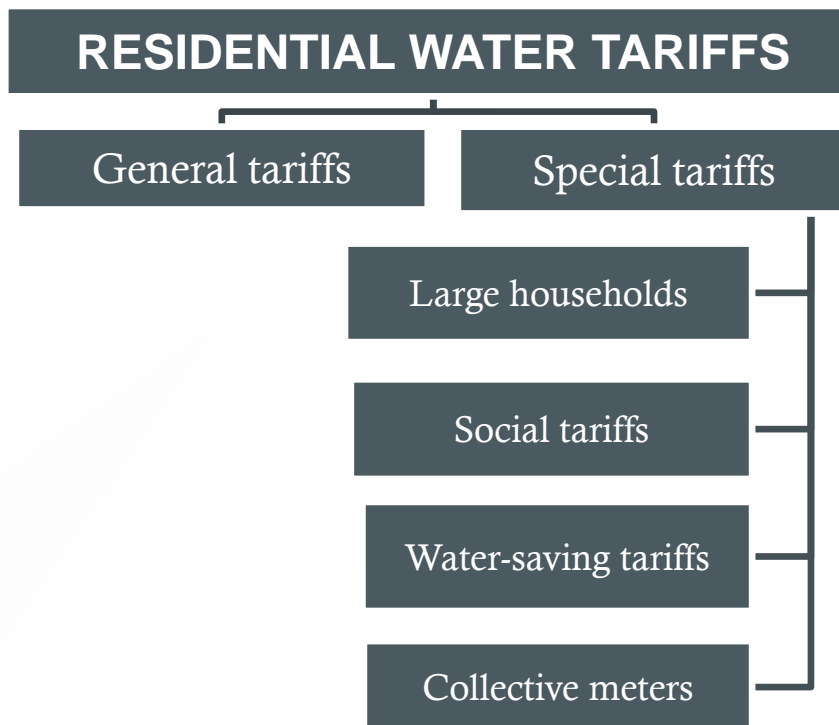 RESIDENTIAL WATER TARIFFS
General tariffs
Special tariffs
Large households
Social tariffs
Water-saving tariffs
Collective meters